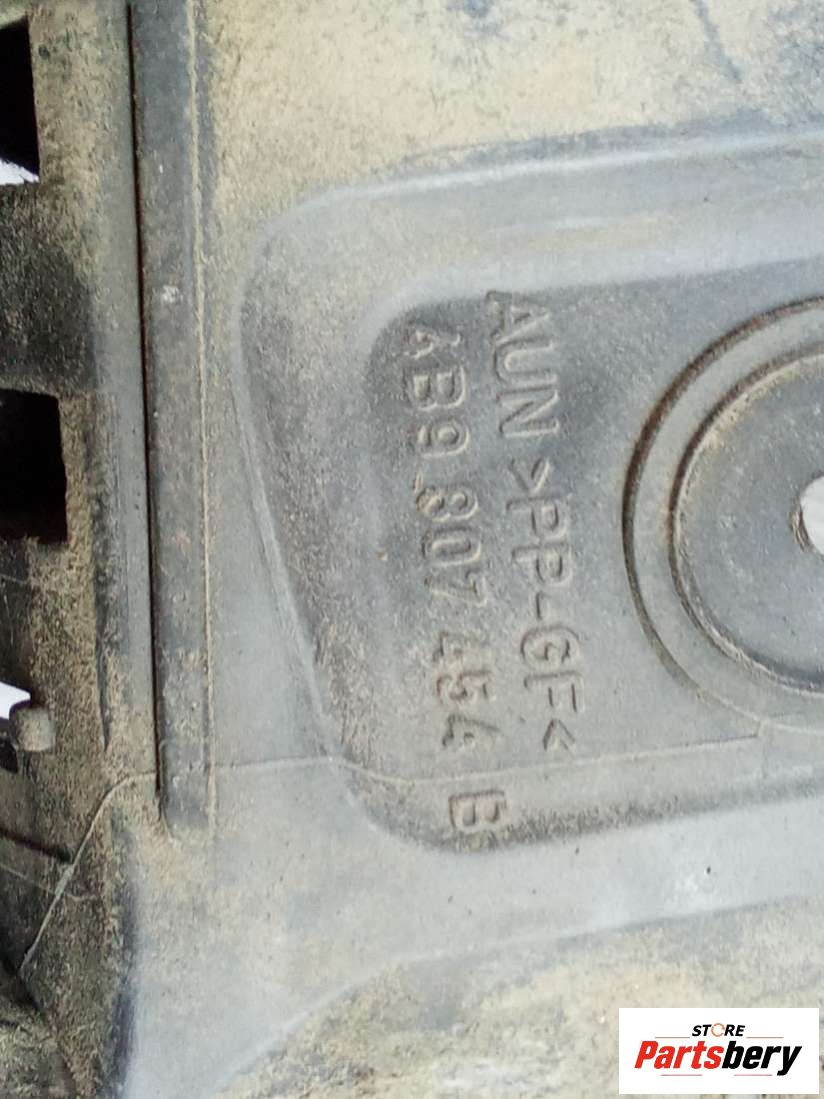 AUN >PP-GF<
4B9 807 454 B
STORE
Partsbery